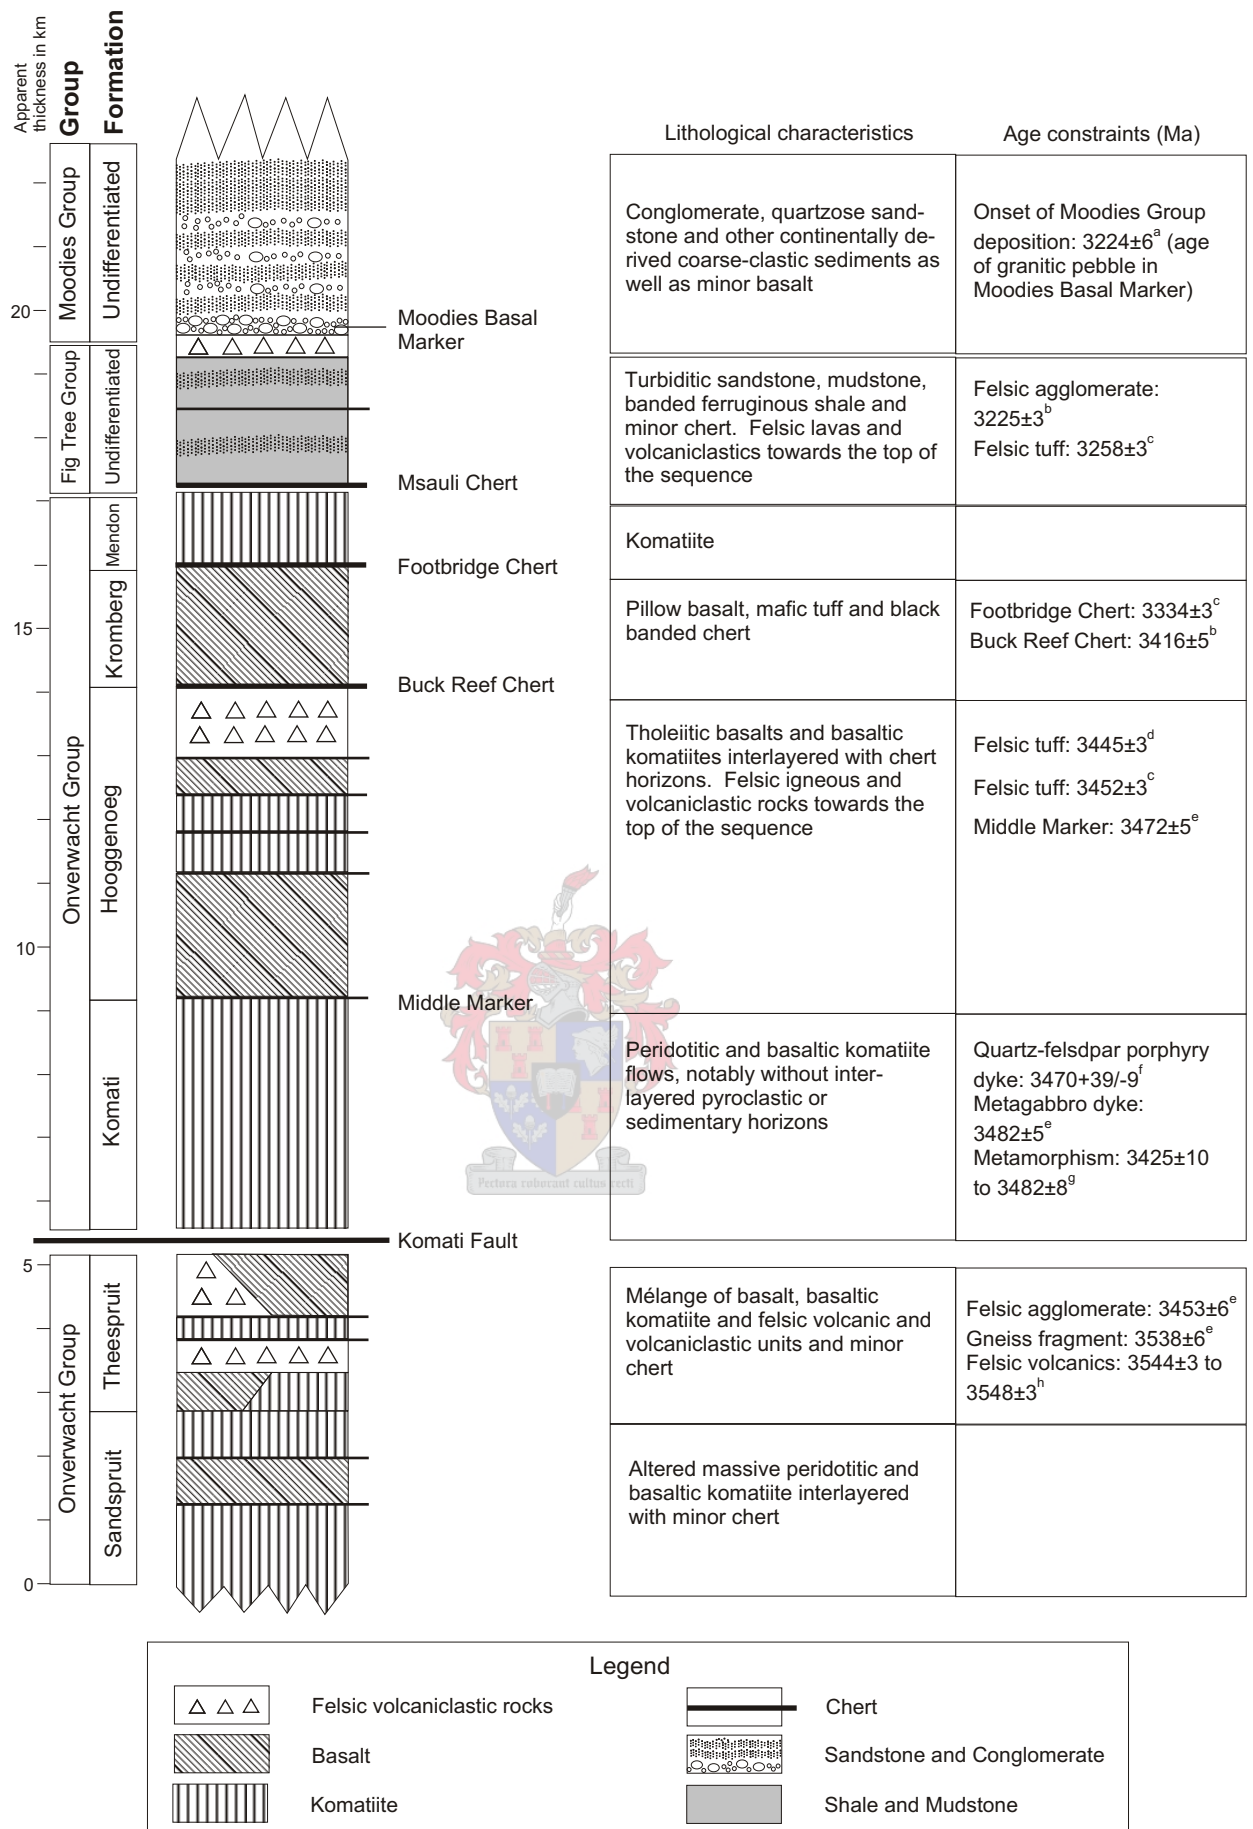 Apparent
thickness in km
Group
Formation
Lithological characteristics
Age constraints (Ma)
Moodies Group
Undifferentiated
Conglomerate, quartzose sand-
stone and other continentally de-
rived coarse-clastic sediments as
well as minor basalt
Onset of Moodies Group
deposition: 3224±6a (age
of granitic pebble in
Moodies Basal Marker)
20
Moodies Basal
Marker
Fig Tree Group
Undifferentiated
Turbiditic sandstone, mudstone,
banded ferruginous shale and
minor chert. Felsic lavas and
volcaniclastics towards the top of
the sequence
Felsic agglomerate:
3225±3b
Felsic tuff: 3258±3c
Msauli Chert
Onverwacht Group
Mendon
Komatiite
Footbridge Chert
Kromberg
15
Pillow basalt, mafic tuff and black
banded chert
Footbridge Chert: 3334±3c
Buck Reef Chert: 3416±5b
Buck Reef Chert
Hooggenoeg
Tholeiitic basalts and basaltic
komatiites interlayered with chert
horizons. Felsic igneous and
volcaniclastic rocks towards the
top of the sequence
Felsic tuff: 3445±3d
Felsic tuff: 3452±3c
Middle Marker: 3472±5e
10
Middle Marker
Komati
Peridotitic and basaltic komatiite
flows, notably without inter-
layered pyroclastic or
sedimentary horizons
Quartz-felsdpar porphyry
dyke: 3470+39/-9f
Metagabbro dyke:
3482±5e
Metamorphism: 3425±10
to 3482±8g
Pectora roborant cultus recti
Komati Fault
5
Onverwacht Group
Theespruit
Mélange of basalt, basaltic
komatiite and felsic volcanic and
volcaniclastic units and minor
chert
Felsic agglomerate: 3453±6e
Gneiss fragment: 3538±6e
Felsic volcanics: 3544±3 to
3548±3h
Sandspruit
Altered massive peridotitic and
basaltic komatiite interlayered
with minor chert
0
Legend
Felsic volcaniclastic rocks
Chert
Basalt
Sandstone and Conglomerate
Komatiite
Shale and Mudstone